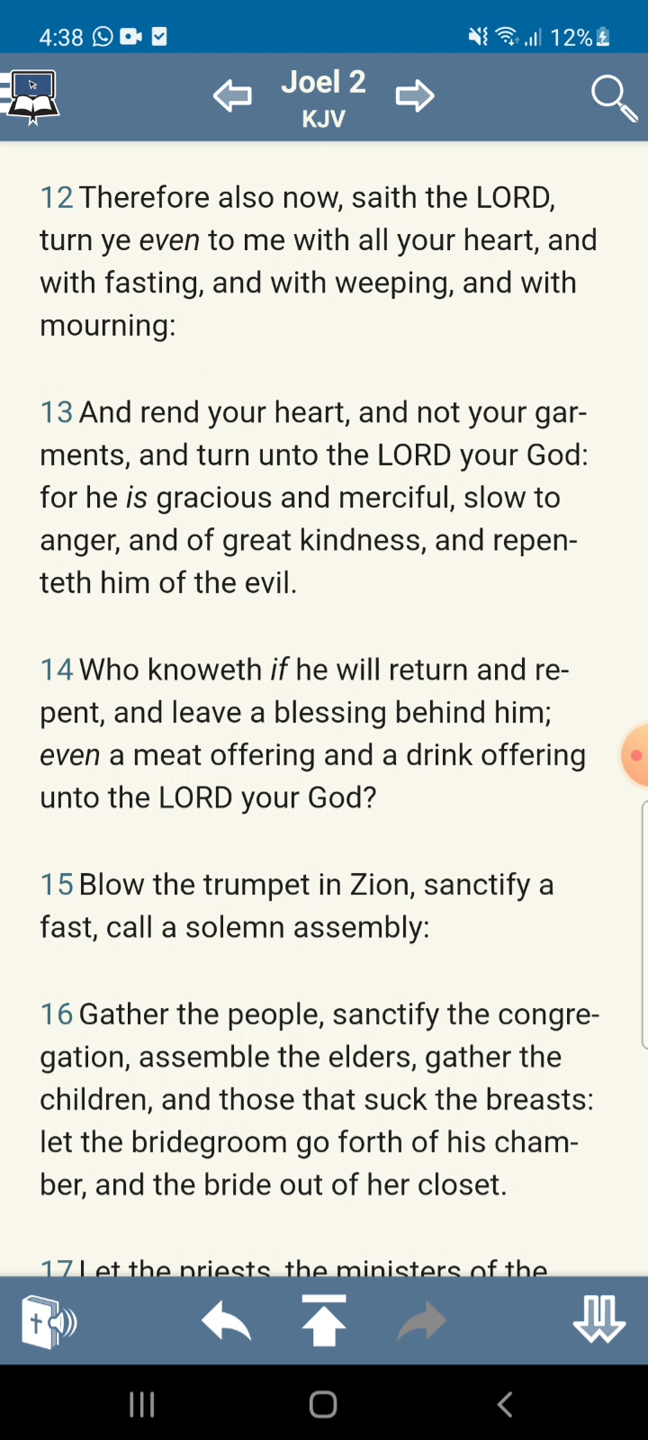 4:38
12%
Joel 2
KJV
12 Therefore also now, saith the LORD,
turn ye even to me with all your heart, and
with fasting, and with weeping, and with
mourning:
13 And rend your heart, and not your gar-
ments, and turn unto the LORD your God:
for he is gracious and merciful, slow to
anger, and of great kindness, and repen-
teth him of the evil.
14 Who knoweth if he will return and re-
pent, and leave a blessing behind him;
even a meat offering and a drink offering
unto the LORD your God?
15 Blow the trumpet in Zion, sanctify a
fast, call a solemn assembly:
16 Gather the people, sanctify the congre-
gation, assemble the elders, gather the
children, and those that suck the breasts:
let the bridegroom go forth of his cham-
ber, and the bride out of her closet.
17 Let the priests, the ministers of the